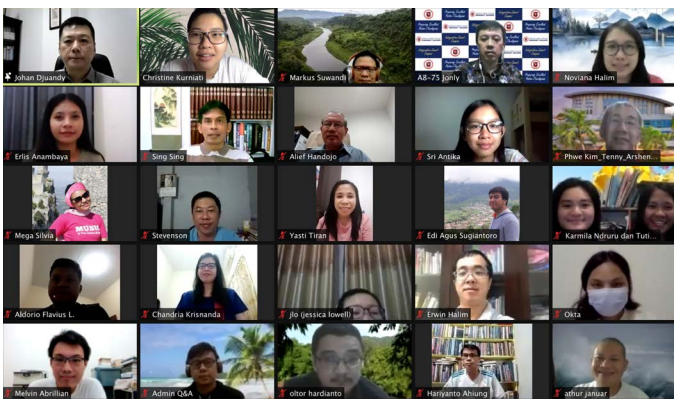 Johan Djuandy
Christine Kurniati
Markus Suwandi
A8-75 Jonly
Noviana Halim
Erlis Anambaya
Sing Sing
Alief Handojo
Sri Antika
Phwe Kim_Tenny_Arshen...
Mega Silvia
MUSU
Stevenson
Yasti Tiran
Edi Agus Sugiantoro
Karmila Ndruru dan Tuti...
Aldorio Flavius L.
Chandria Krisnanda
jlo (jessica lowell)
Erwin Halim
Okta
Melvin Abrillian
Admin Q&A
oltor hardianto
Hariyanto Ahiung
athur januar